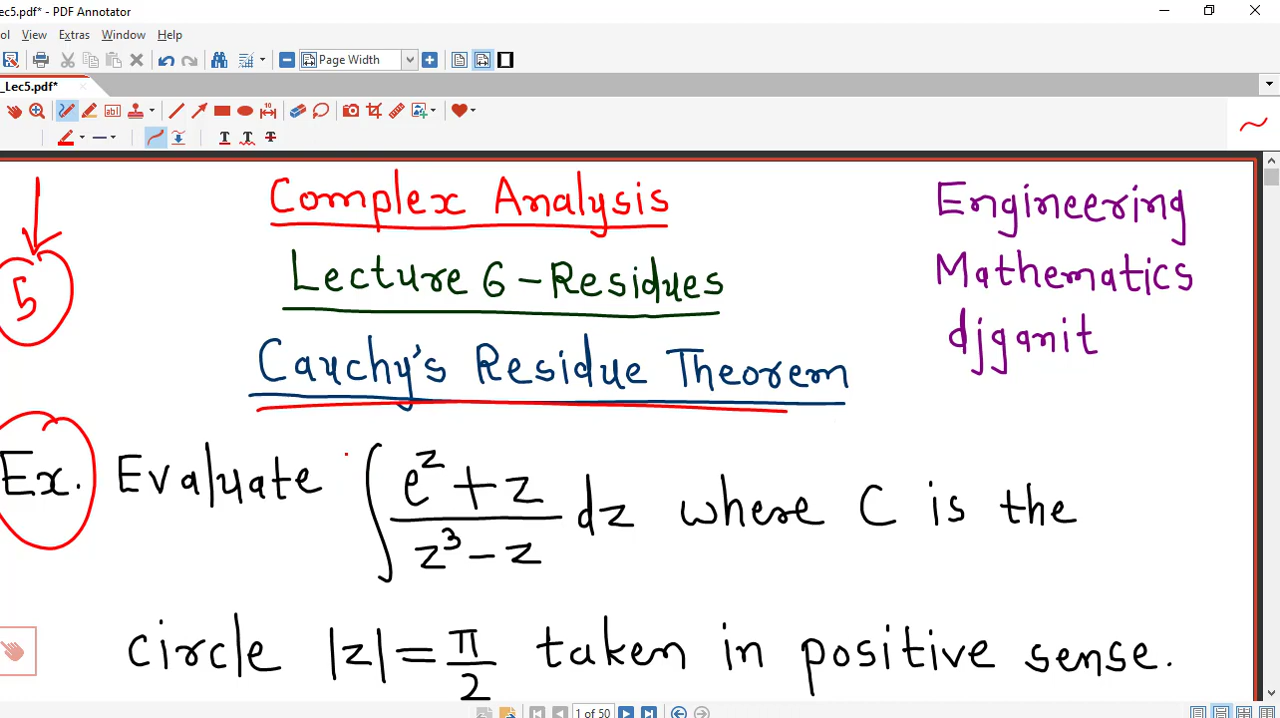 ec5.pdf* - PDF Annotator
ol View Extras Window Help
Page Width
_Lec5.pdf*
Complex Analysis
Engineering
Lecture 6 - Residues
Mathematics
5
djganit
Cauchy's Residue Theorem
Ex. Evaluate ∫ (e^z + z)/(z³ - z) dz where C is the
circle |z| = π/2 taken in positive sense.
1 of 50